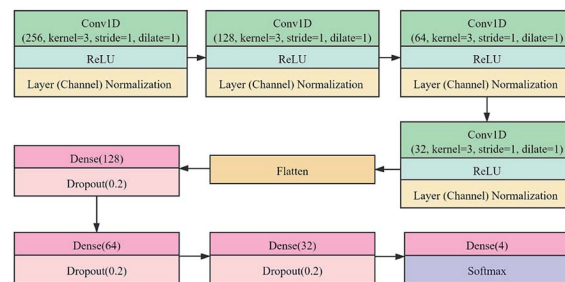 Conv1D
(256, kernel=3, stride=1, dilate=1)
ReLU
Layer (Channel) Normalization
Conv1D
(128, kernel=3, stride=1, dilate=1)
ReLU
Layer (Channel) Normalization
Conv1D
(64, kernel=3, stride=1, dilate=1)
ReLU
Layer (Channel) Normalization
Conv1D
(32, kernel=3, stride=1, dilate=1)
ReLU
Layer (Channel) Normalization
Flatten
Dense(128)
Dropout(0.2)
Dense(64)
Dropout(0.2)
Dense(32)
Dropout(0.2)
Dense(4)
Softmax